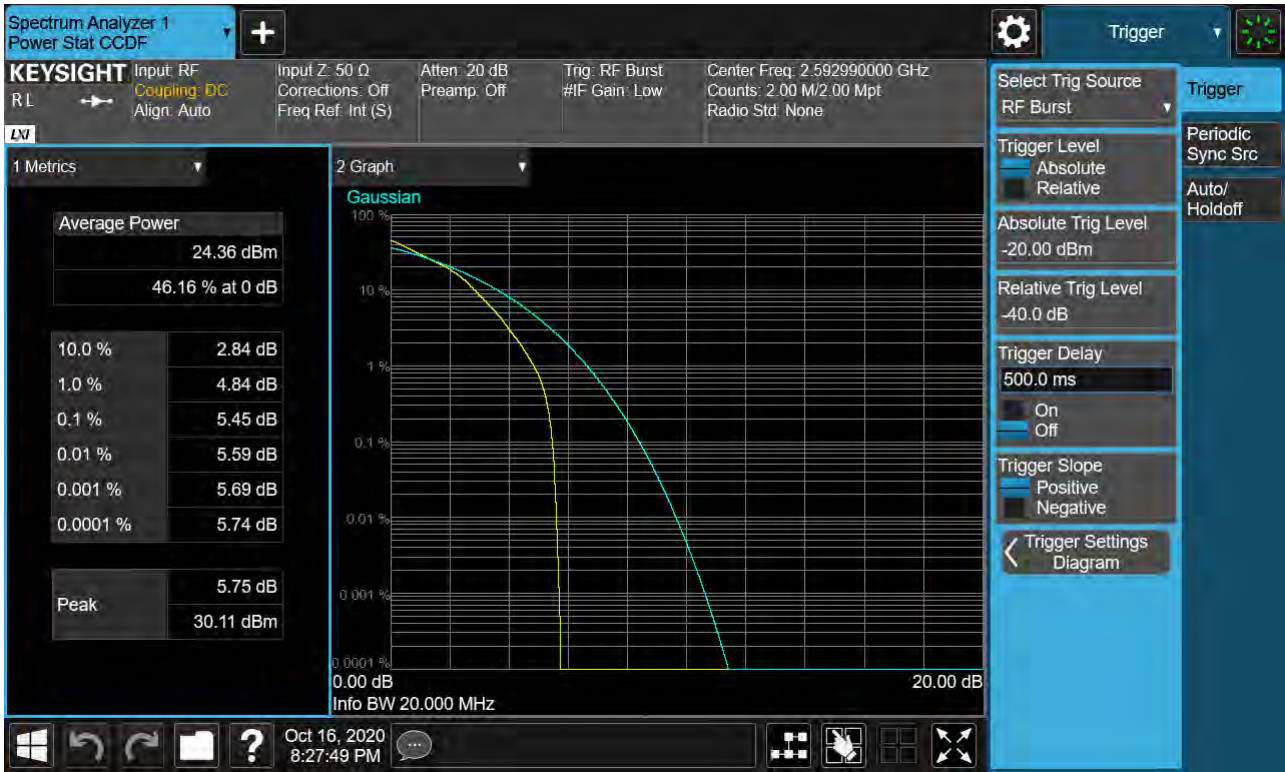 Spectrum Analyzer 1
Power Stat CCDF
+
Trigger
KEYSIGHT
RL
LXI
Input: RF
Coupling: DC
Align: Auto
Input Z: 50 Ω
Corrections: Off
Freq Ref: Int (S)
Atten: 20 dB
Preamp: Off
Trig: RF Burst
#IF Gain: Low
Center Freq: 2.592990000 GHz
Counts: 2.00 M/2.00 Mpt
Radio Std: None
1 Metrics
Average Power
24.36 dBm
46.16 % at 0 dB
10.0 % 2.84 dB
1.0 % 4.84 dB
0.1 % 5.45 dB
0.01 % 5.59 dB
0.001 % 5.69 dB
0.0001 % 5.74 dB
Peak
5.75 dB
30.11 dBm
2 Graph
Gaussian
100 %
10 %
1 %
0.1 %
0.01 %
0.001 %
0.0001 %
0.00 dB 20.00 dB
Info BW 20.000 MHz
Select Trig Source
RF Burst
Trigger Level
Absolute
Relative
Absolute Trig Level
-20.00 dBm
Relative Trig Level
-40.0 dB
Trigger Delay
500.0 ms
On
Off
Trigger Slope
Positive
Negative
Trigger Settings
Diagram
Trigger
Periodic
Sync Src
Auto/
Holdoff
?
Oct 16, 2020
8:27:49 PM